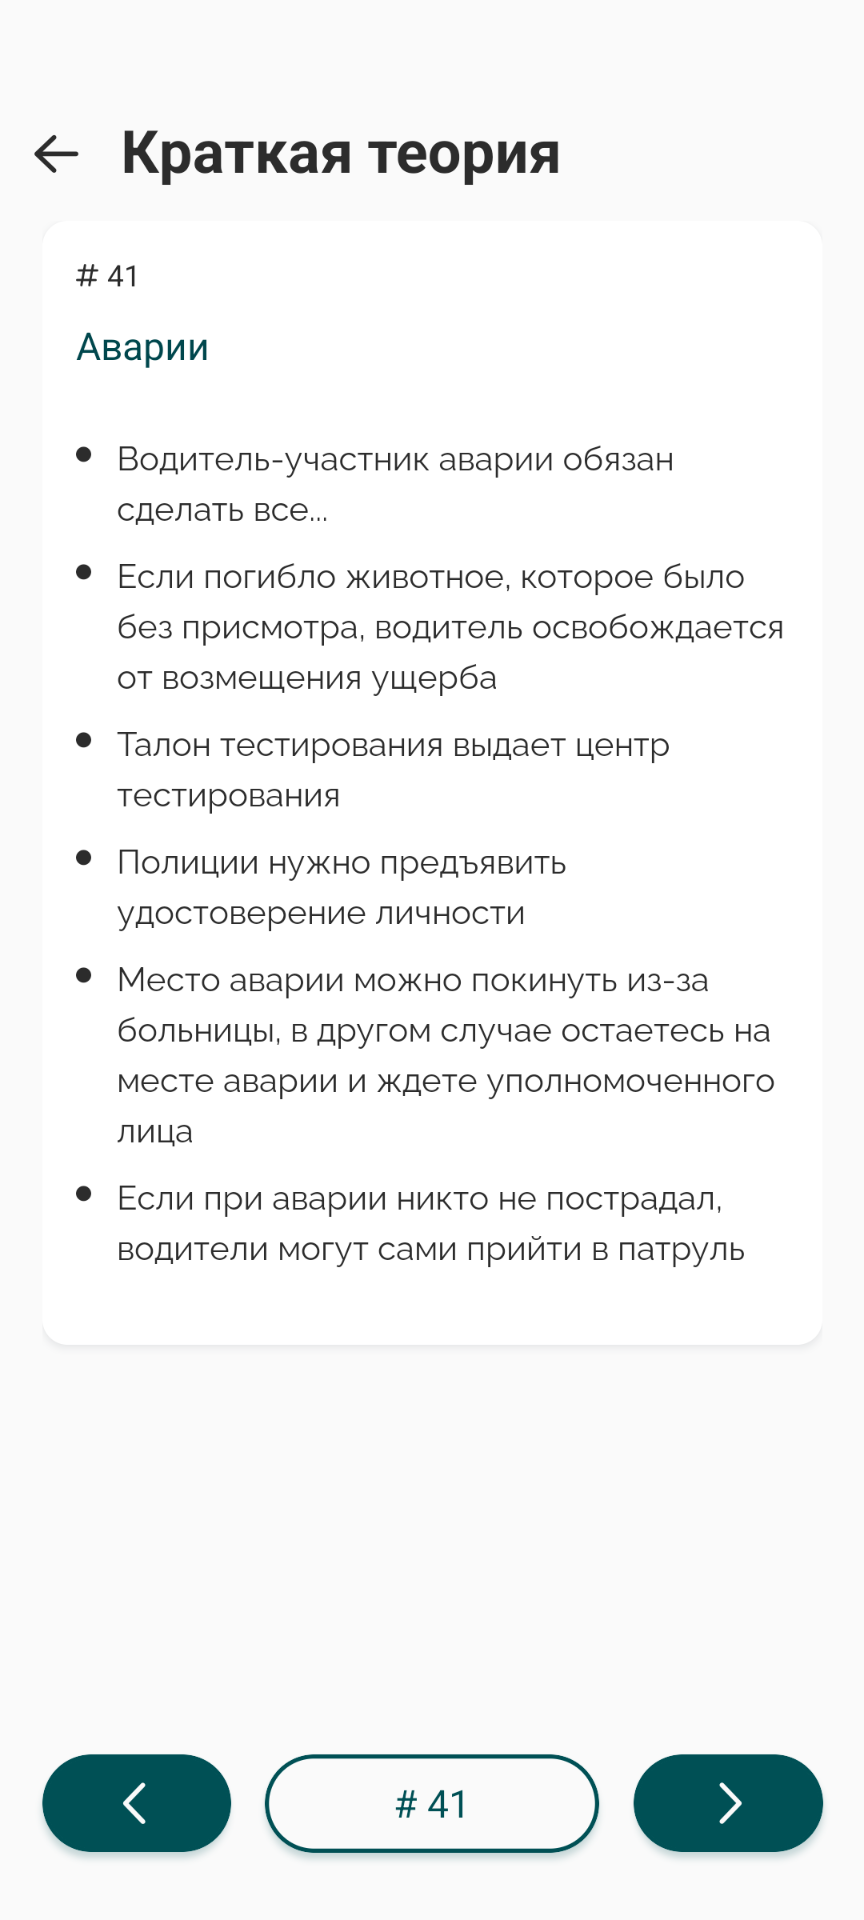 Краткая теория
# 41
Аварии
• Водитель-участник аварии обязан
сделать все...
• Если погибло животное, которое было
без присмотра, водитель освобождается
от возмещения ущерба
• Талон тестирования выдает центр
тестирования
• Полиции нужно предъявить
удостоверение личности
• Место аварии можно покинуть из-за
больницы, в другом случае остаетесь на
месте аварии и ждете уполномоченного
лица
• Если при аварии никто не пострадал,
водители могут сами прийти в патруль
# 41